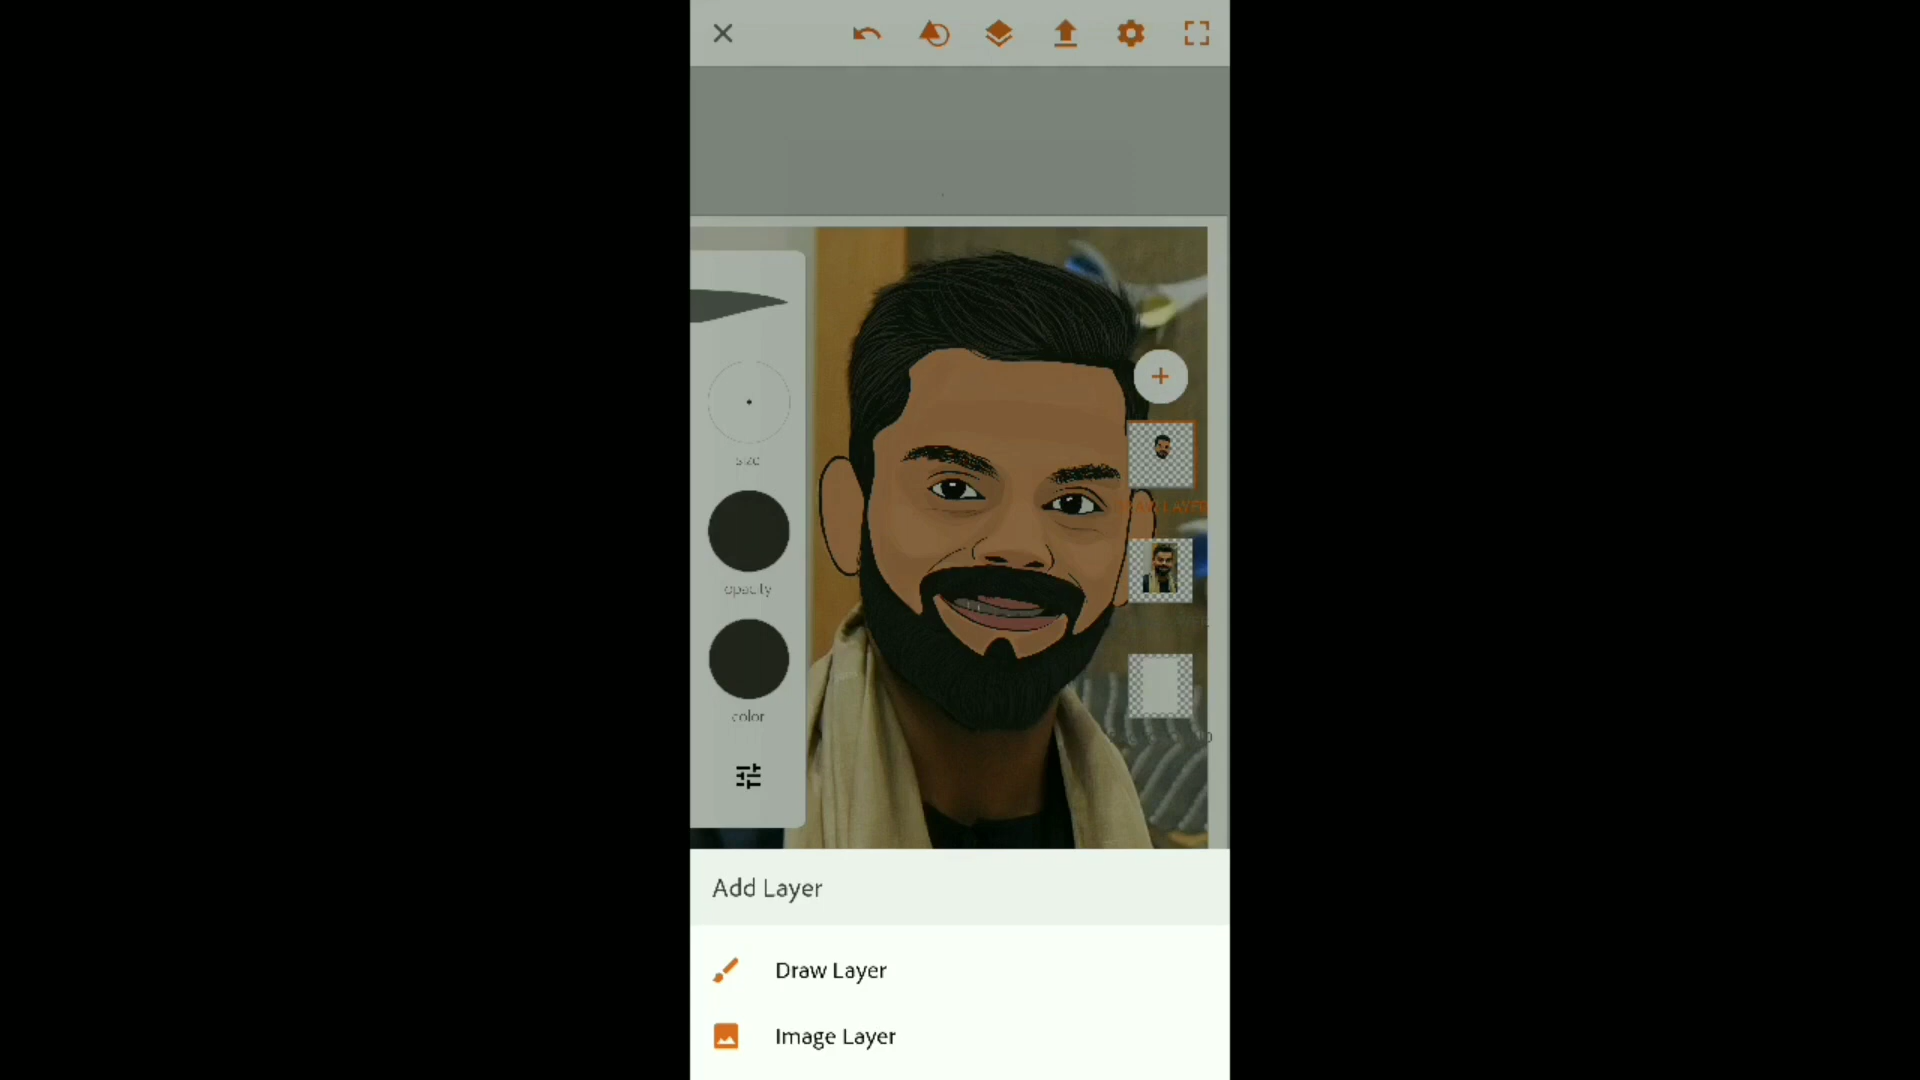 size
opacity
color
Add Layer
Draw Layer
Image Layer